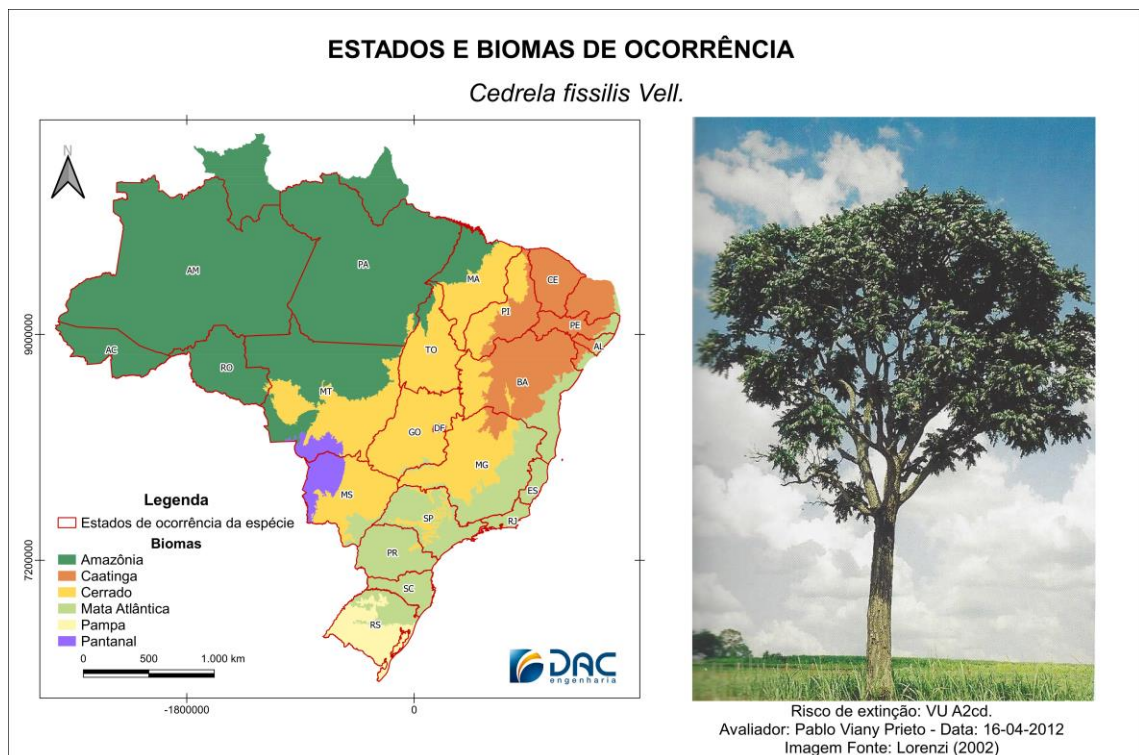 ESTADOS E BIOMAS DE OCORRÊNCIA
Cedrela fissilis Vell.
N
AM
PA
MA
CE
PI
PE
AL
AC
RO
TO
BA
MT
GO
DF
MG
MS
ES
SP
RJ
PR
SC
RS
9000000
7200000
-1800000
0
Legenda
Estados de ocorrência da espécie
Biomas
Amazônia
Caatinga
Cerrado
Mata Atlântica
Pampa
Pantanal
0 500 1.000 km
DAC
engenharia
Risco de extinção: VU A2cd.
Avaliador: Pablo Viany Prieto - Data: 16-04-2012
Imagem Fonte: Lorenzi (2002)